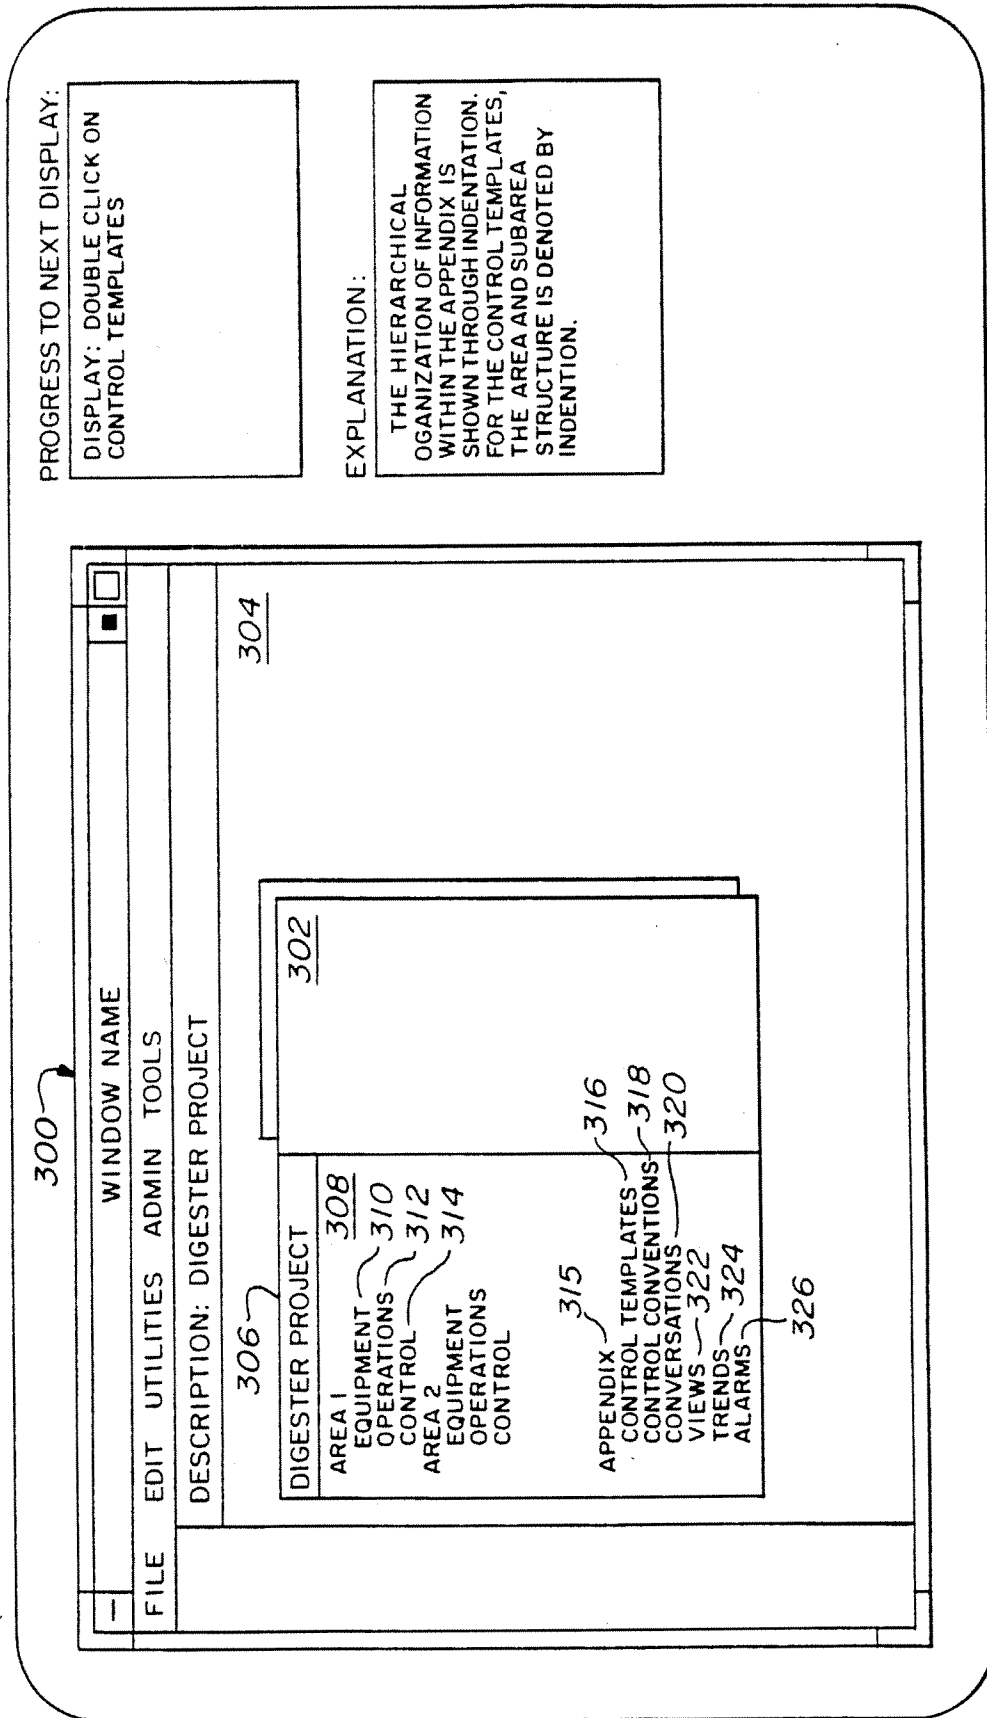 300
WINDOW NAME
FILE EDIT UTILITIES ADMIN TOOLS
DESCRIPTION: DIGESTER PROJECT
304
306
DIGESTER PROJECT
302
308
AREA 1
EQUIPMENT 310
OPERATIONS 312
CONTROL 314
AREA 2
EQUIPMENT
OPERATIONS
CONTROL
315
APPENDIX
CONTROL TEMPLATES 316
CONTROL CONVENTIONS 318
CONVERSATIONS 320
VIEWS 322
TRENDS 324
ALARMS 326
PROGRESS TO NEXT DISPLAY:
DISPLAY: DOUBLE CLICK ON
CONTROL TEMPLATES
EXPLANATION:
THE HIERARCHICAL
OGANIZATION OF INFORMATION
WITHIN THE APPENDIX IS
SHOWN THROUGH INDENTATION.
FOR THE CONTROL TEMPLATES,
THE AREA AND SUBAREA
STRUCTURE IS DENOTED BY
INDENTION.